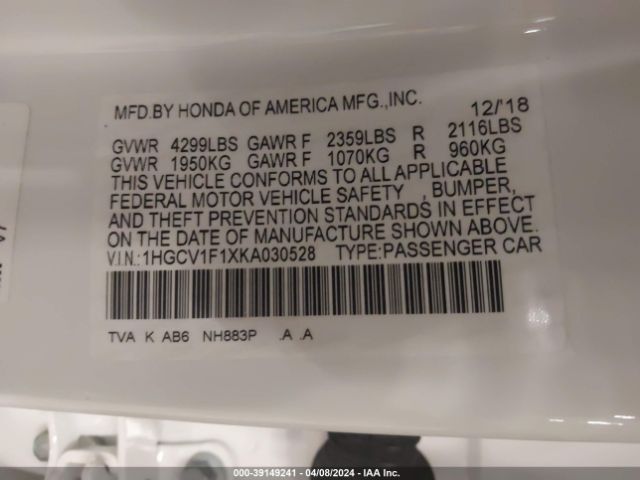 MFD.BY HONDA OF AMERICA MFG.,INC. 12/'18
GVWR 4299LBS GAWR F 2359LBS R 2116LBS
GVWR 1950KG GAWR F 1070KG R 960KG
THIS VEHICLE CONFORMS TO ALL APPLICABLE
FEDERAL MOTOR VEHICLE SAFETY , BUMPER,
AND THEFT PREVENTION STANDARDS IN EFFECT
ON THE DATE OF MANUFACTURE SHOWN ABOVE.
V.I.N.:1HGCV1F1XKA030528 TYPE:PASSENGER CAR
TVA K AB6 NH883P .A .A
000-39149241 - 04/08/2024 - IAA Inc.